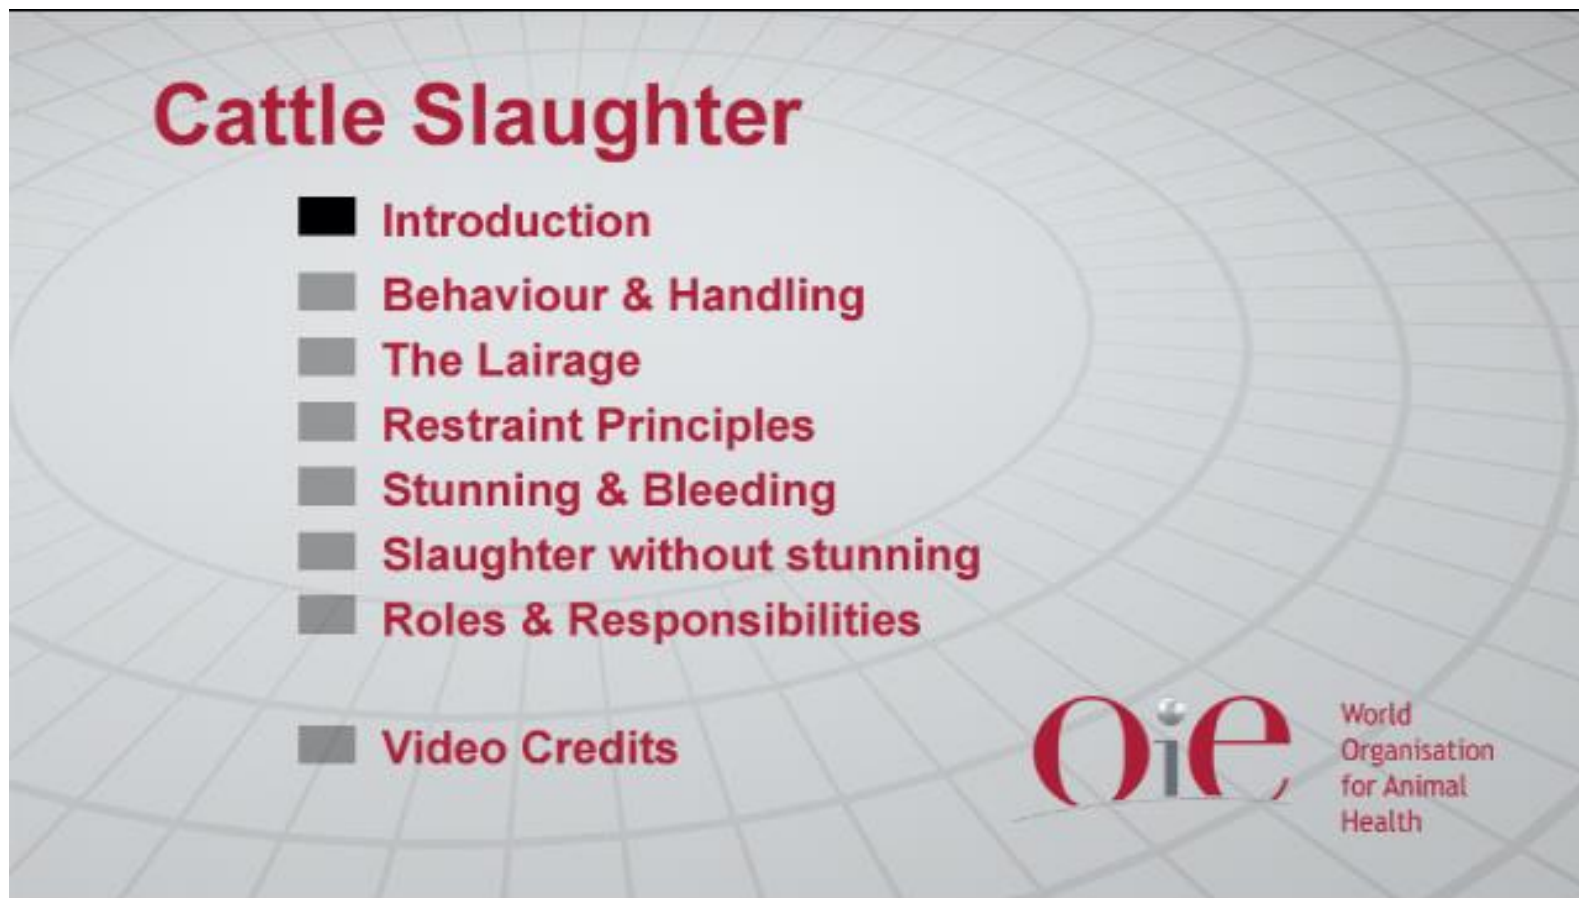 Cattle Slaughter
Introduction
Behaviour & Handling
The Lairage
Restraint Principles
Stunning & Bleeding
Slaughter without stunning
Roles & Responsibilities
Video Credits
oie
World
Organisation
for Animal
Health